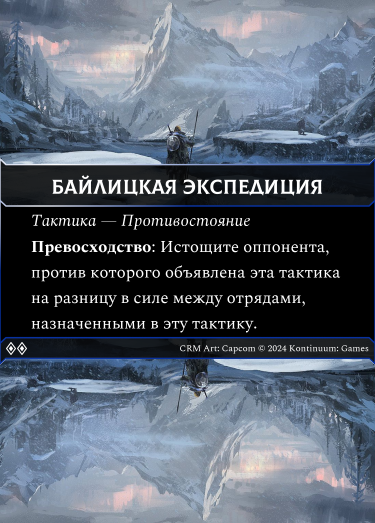 БАЙЛИЦКАЯ ЭКСПЕДИЦИЯ
Тактика — Противостояние
Превосходство: Истощите оппонента,
против которого объявлена эта тактика
на разницу в силе между отрядами,
назначенными в эту тактику.
CRM Art: Capcom © 2024 Kontinuum: Games